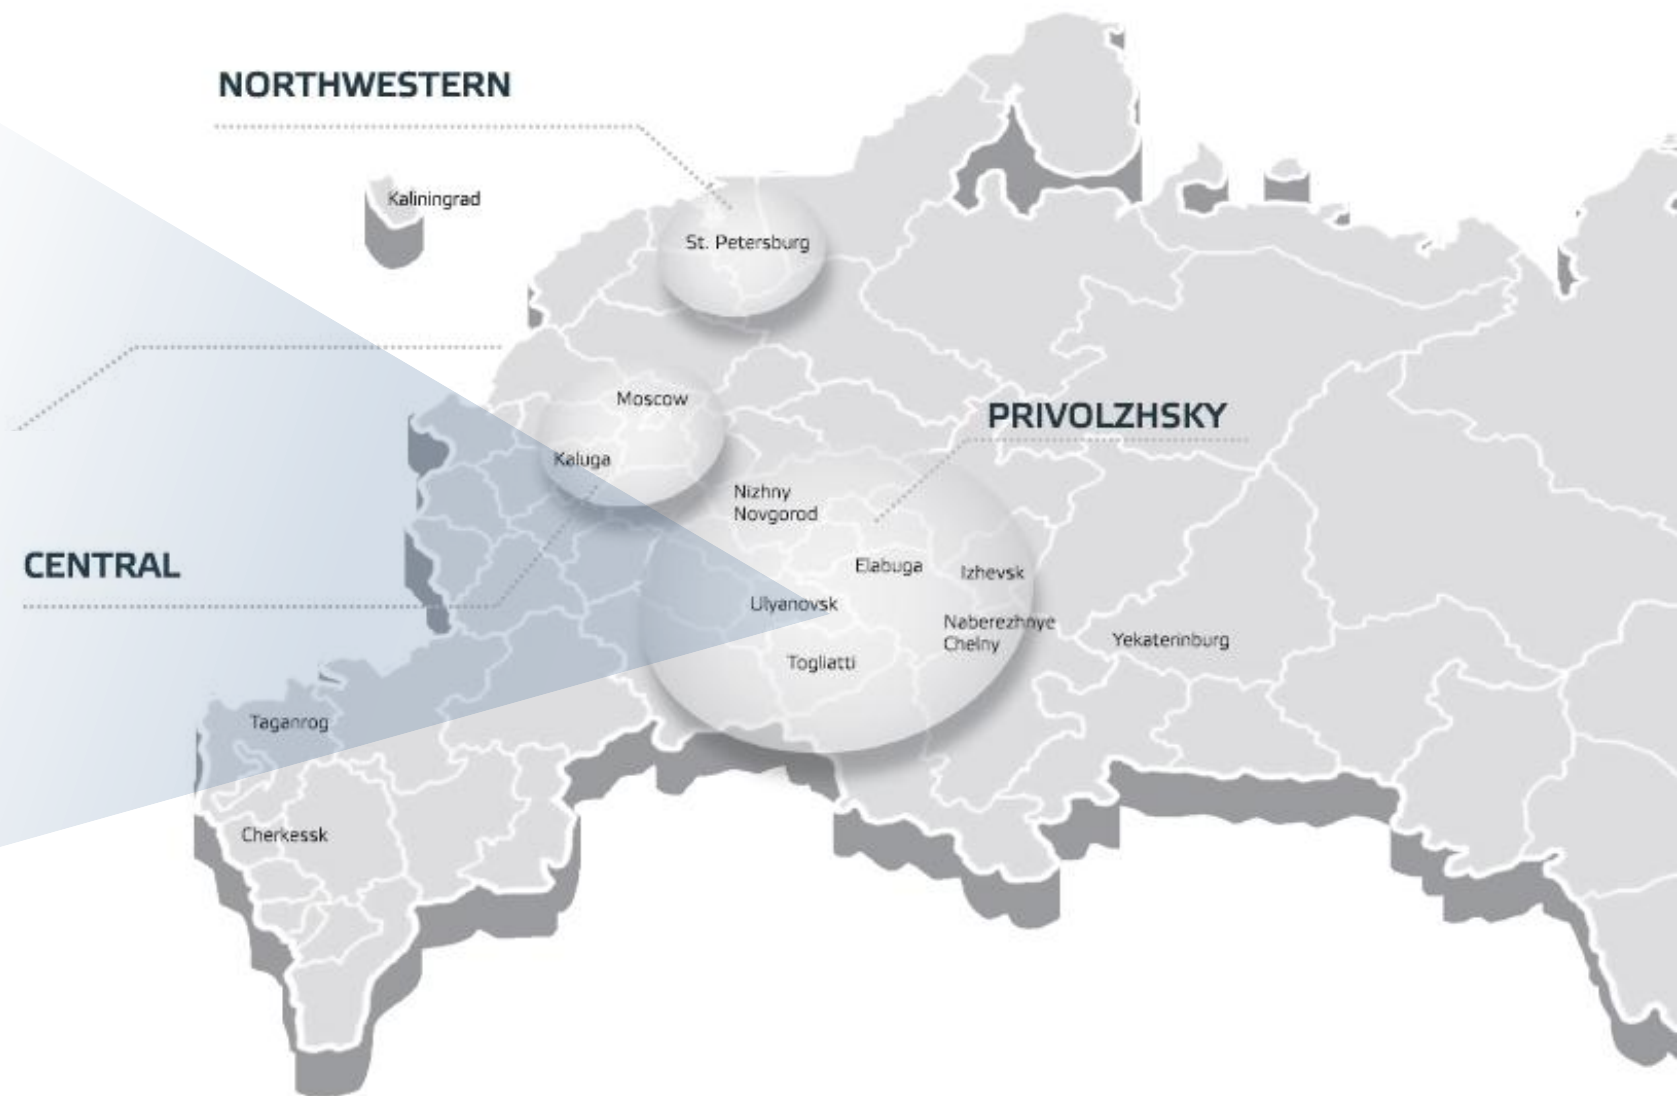 NORTHWESTERN
Kaliningrad
St. Petersburg
Moscow
PRIVOLZHSKY
Kaluga
Nizhny
Novgorod
CENTRAL
Elabuga
Izhevsk
Ulyanovsk
Naberezhnye
Chelny
Yekaterinburg
Togliatti
Taganrog
Cherkessk